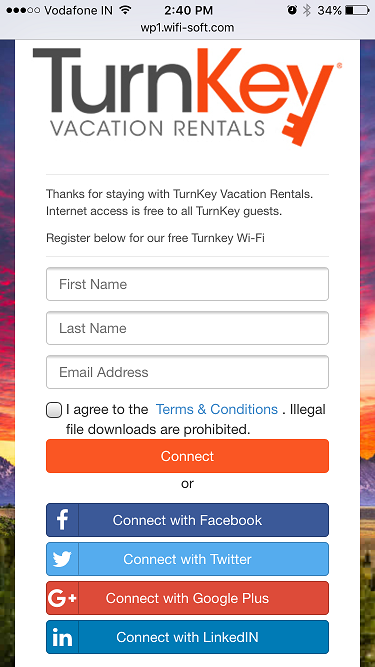 Vodafone IN 2:40 PM 34%
wp1.wifi-soft.com
TurnKey®
VACATION RENTALS
Thanks for staying with TurnKey Vacation Rentals.
Internet access is free to all TurnKey guests.
Register below for our free Turnkey Wi-Fi
First Name
Last Name
Email Address
I agree to the Terms & Conditions . Illegal
file downloads are prohibited.
Connect
or
f Connect with Facebook
Connect with Twitter
G+ Connect with Google Plus
in Connect with LinkedIN